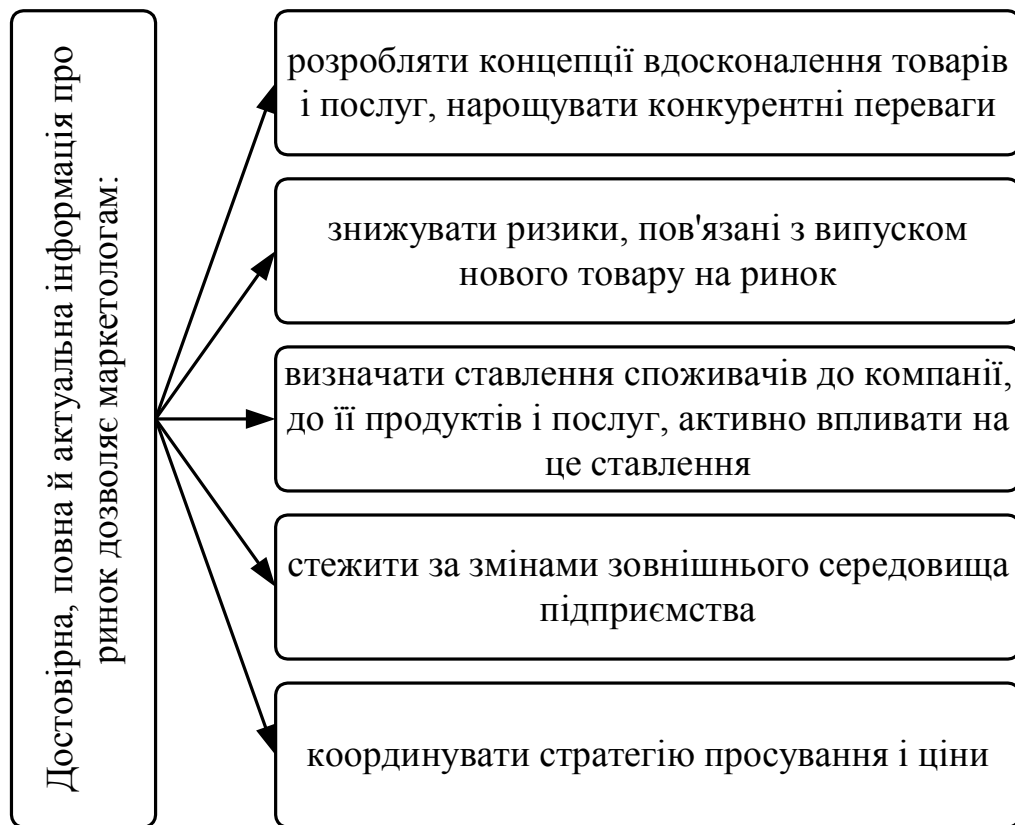 Достовірна, повна й актуальна інформація про
ринок дозволяє маркетологам:
розробляти концепції вдосконалення товарів
і послуг, нарощувати конкурентні переваги
знижувати ризики, пов'язані з випуском
нового товару на ринок
визначати ставлення споживачів до компанії,
до її продуктів і послуг, активно впливати на
це ставлення
стежити за змінами зовнішнього середовища
підприємства
координувати стратегію просування і ціни